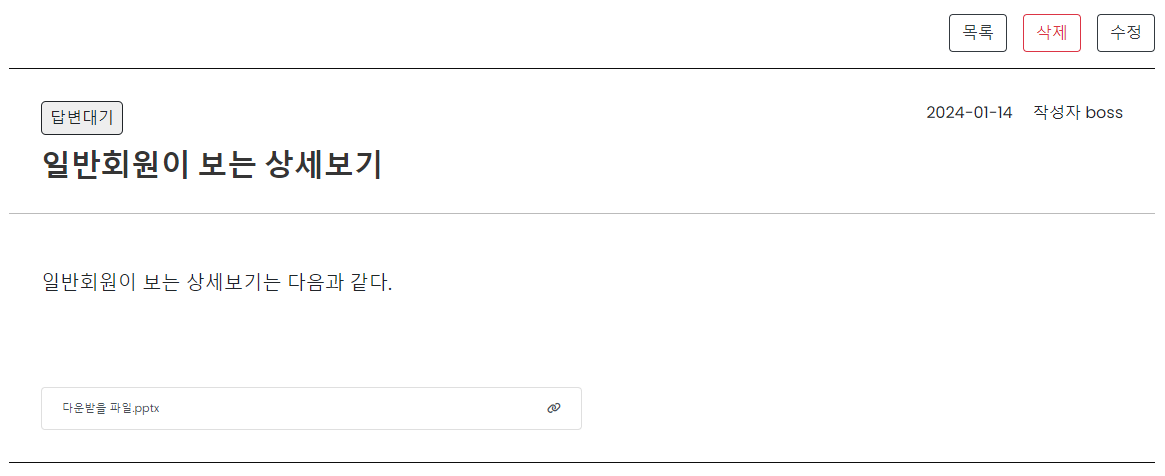 목록 삭제 수정
답변대기 2024-01-14 작성자 boss
일반회원이 보는 상세보기
일반회원이 보는 상세보기는 다음과 같다.
다운받을 파일.pptx